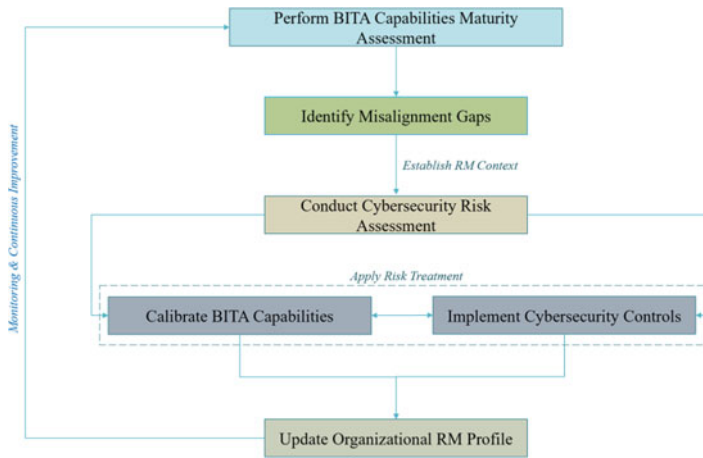 Perform BITA Capabilities Maturity
Assessment
Identify Misalignment Gaps
Establish RM Context
Conduct Cybersecurity Risk
Assessment
Monitoring & Continuous Improvement
Apply Risk Treatment
Calibrate BITA Capabilities
Implement Cybersecurity Controls
Update Organizational RM Profile